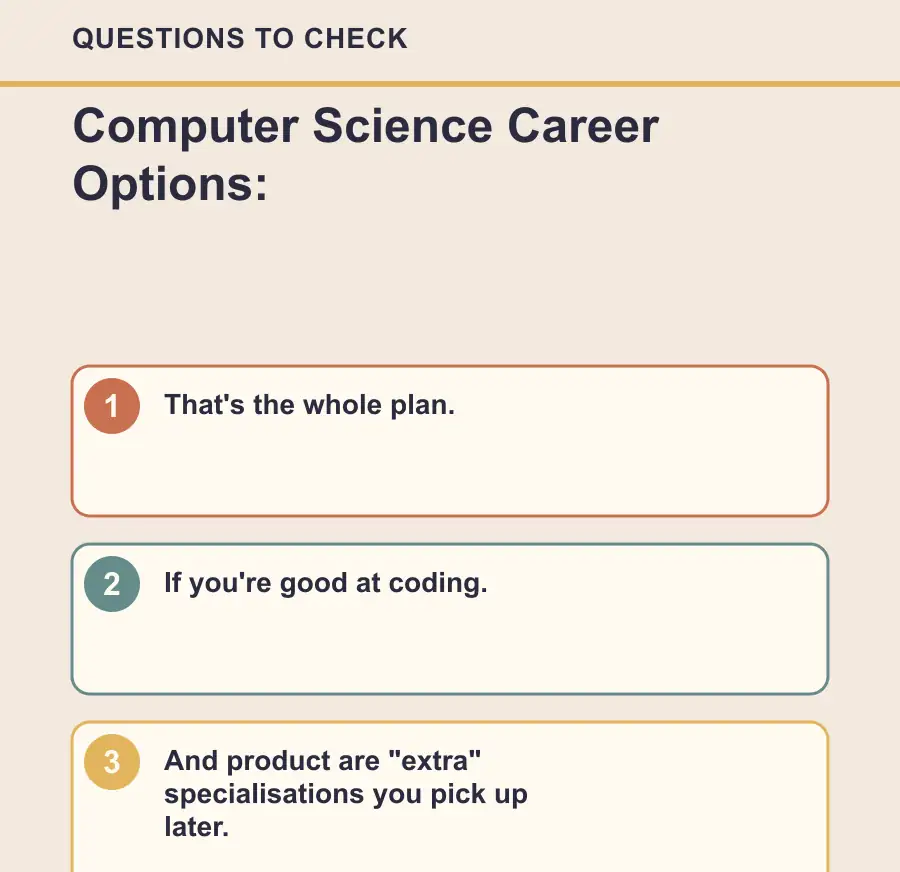 QUESTIONS TO CHECK
Computer Science Career
Options:
1
That's the whole plan.
2
If you're good at coding.
3
And product are "extra"
specialisations you pick up
later.